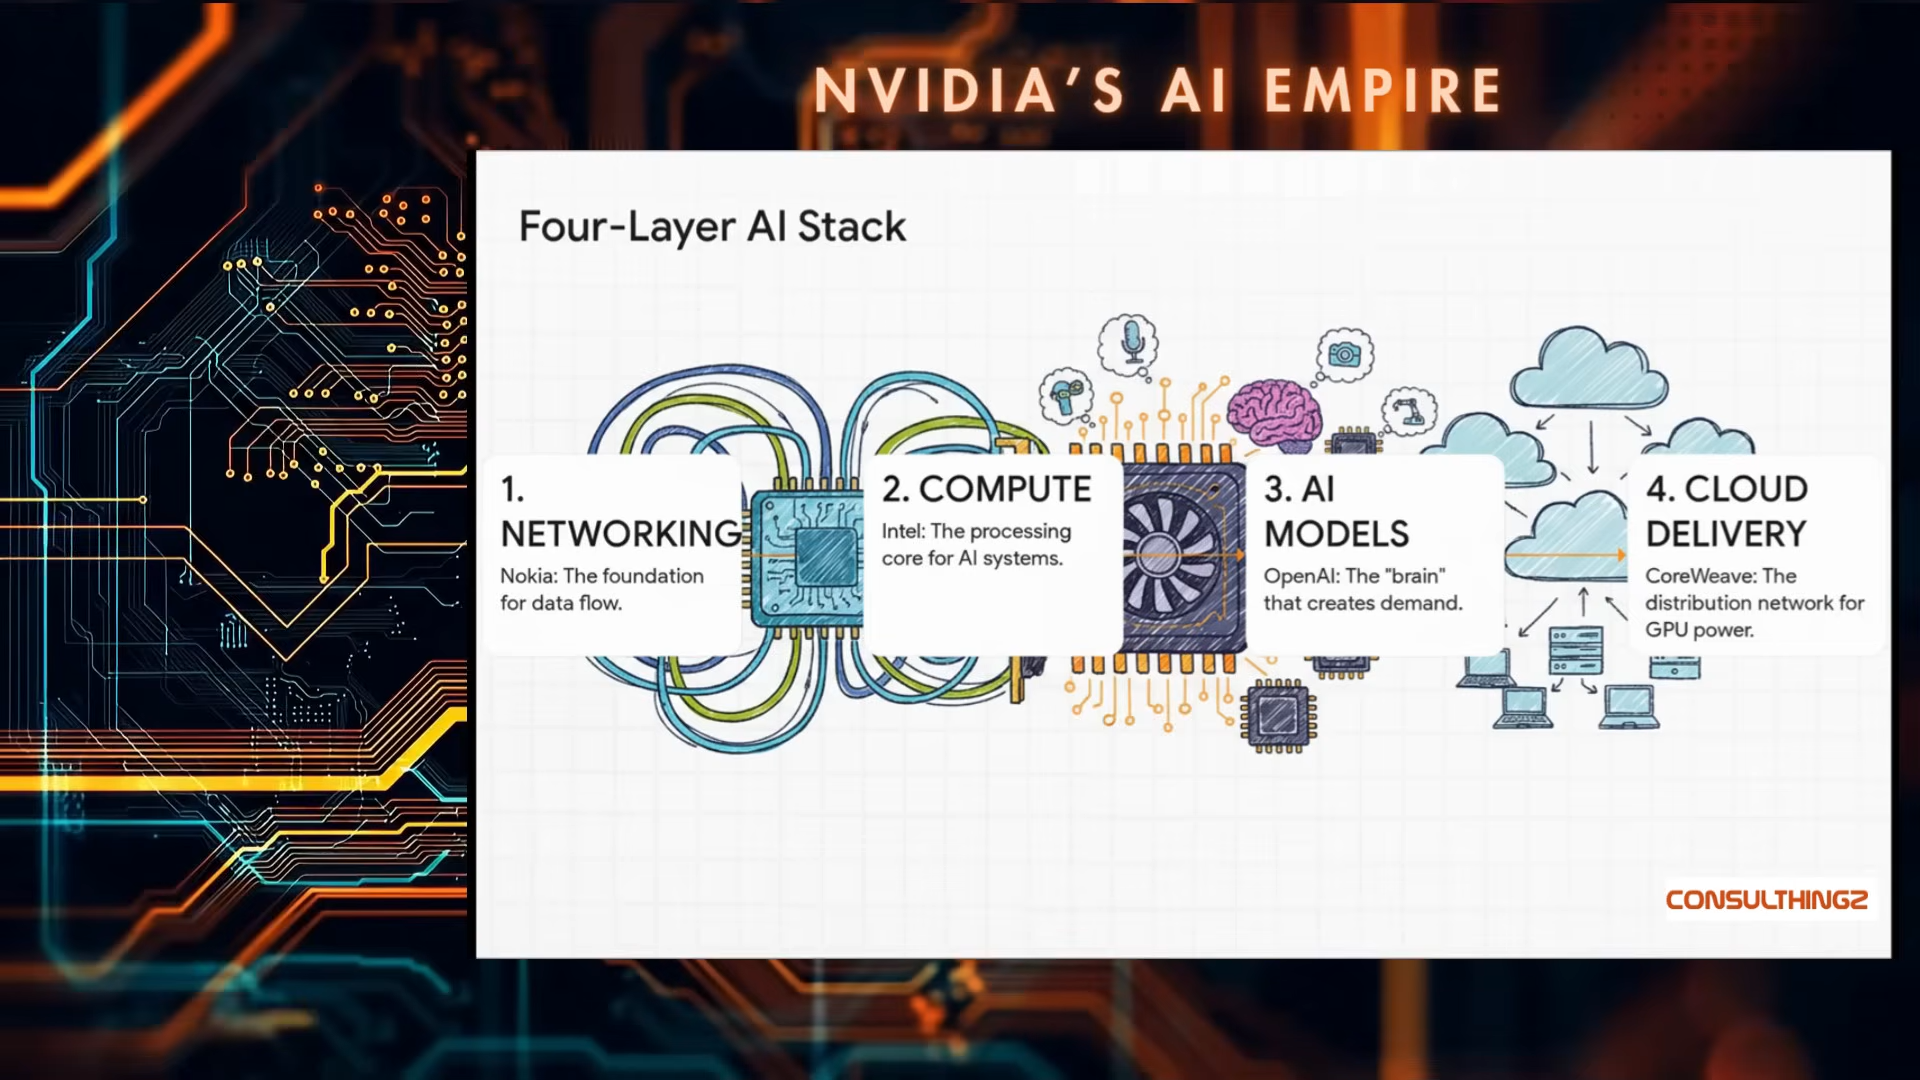 NVIDIA’S AI EMPIRE
Four-Layer AI Stack
1.
NETWORKING
Nokia: The foundation
for data flow.
2. COMPUTE
Intel: The processing
core for AI systems.
3. AI
MODELS
OpenAI: The "brain"
that creates demand.
4. CLOUD
DELIVERY
CoreWeave: The
distribution network for
GPU power.
CONSULTHINGZ